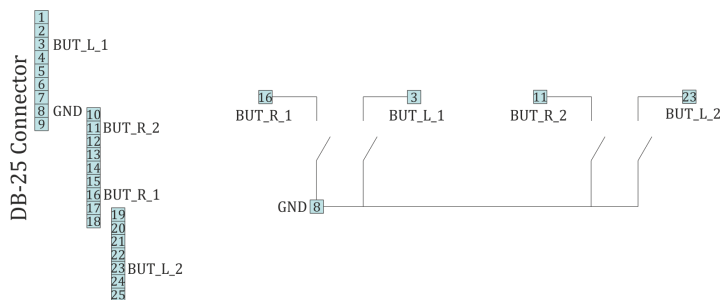 DB-25 Connector
1
2
3 BUT_L_1
4
5
6
7
8 GND
9
10
11 BUT_R_2
12
13
14
15
16 BUT_R_1
17
18
19
20
21
22
23 BUT_L_2
24
25
16
BUT_R_1
3
BUT_L_1
11
BUT_R_2
23
BUT_L_2
GND 8